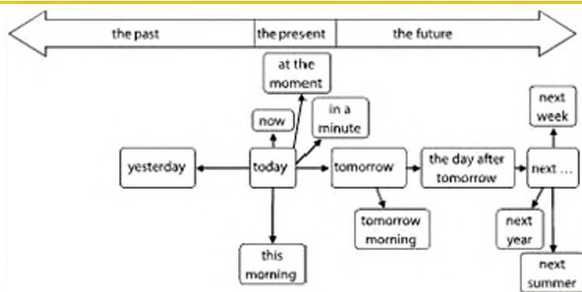 the past
the present
the future
at the
moment
in a
minute
now
next
week
yesterday
today
tomorrow
the day after
tomorrow
next ...
tomorrow
morning
next
year
this
morning
next
summer